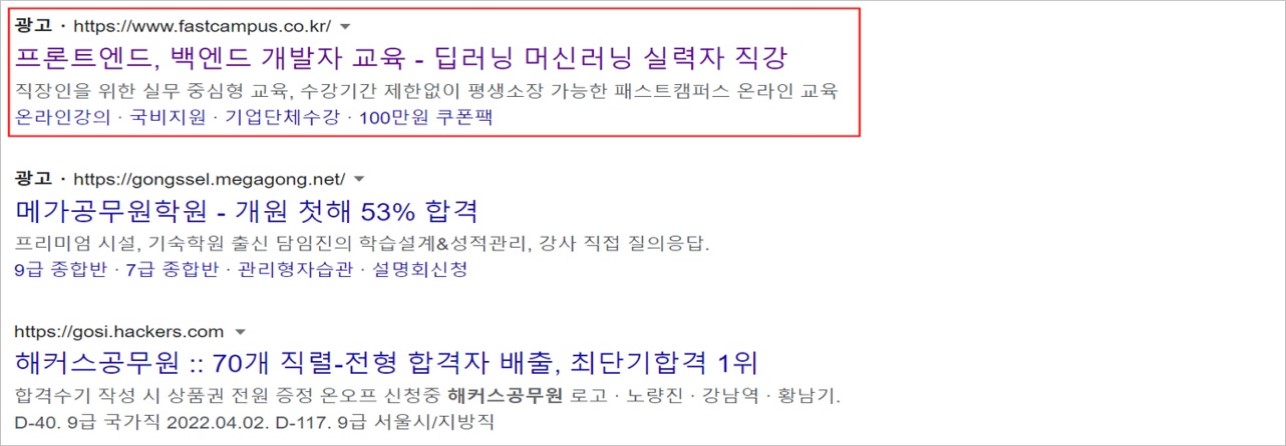 광고 · https://www.fastcampus.co.kr/
프론트엔드, 백엔드 개발자 교육 - 딥러닝 머신러닝 실력자 직강
직장인을 위한 실무 중심형 교육, 수강기간 제한없이 평생소장 가능한 패스트캠퍼스 온라인 교육
온라인강의 · 국비지원 · 기업단체수강 · 100만원 쿠폰팩
광고 · https://gongssel.megagong.net/
메가공무원학원 - 개원 첫해 53% 합격
프리미엄 시설, 기숙학원 출신 담임진의 학습설계&성적관리, 강사 직접 질의응답.
9급 종합반 · 7급 종합반 · 관리형자습관 · 설명회신청
https://gosi.hackers.com
해커스공무원 :: 70개 직렬-전형 합격자 배출, 최단기합격 1위
합격수기 작성 시 상품권 전원 증정 온오프 신청중 해커스공무원 로고 · 노량진 · 강남역 · 황남기.
D-40. 9급 국가직 2022.04.02. D-117. 9급 서울시/지방직